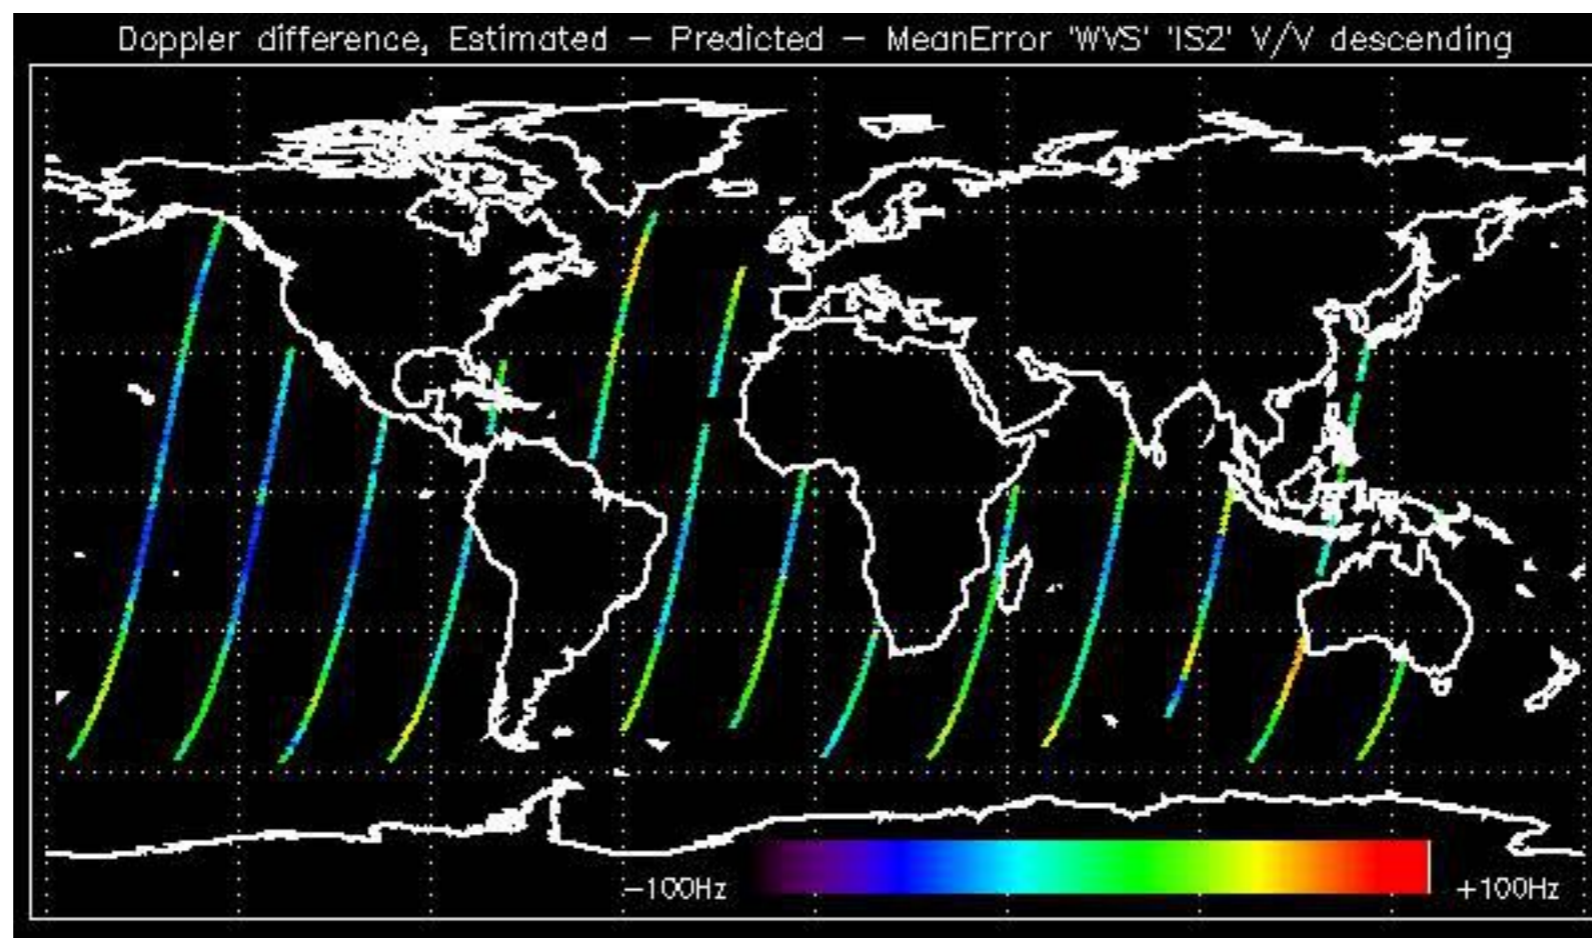 Doppler difference, Estimated – Predicted – MeanError 'WVS' 'IS2' V/V descending
-100Hz +100Hz